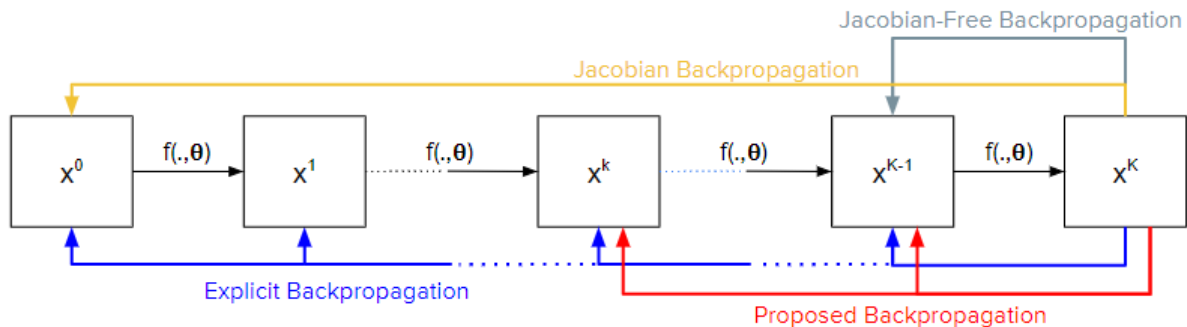 Jacobian-Free Backpropagation
Jacobian Backpropagation
f(.,θ) f(.,θ) f(.,θ) f(.,θ)
x⁰ x¹ xᵏ xᴷ⁻¹ xᴷ
Explicit Backpropagation
Proposed Backpropagation